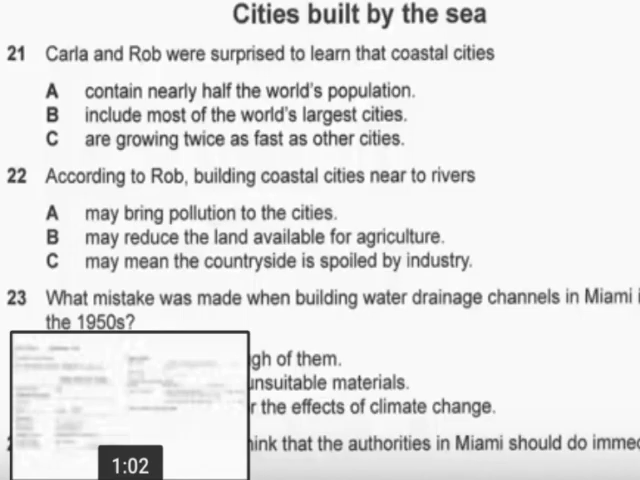 Cities built by the sea
21 Carla and Rob were surprised to learn that coastal cities
A contain nearly half the world's population.
B include most of the world's largest cities.
C are growing twice as fast as other cities.
22 According to Rob, building coastal cities near to rivers
A may bring pollution to the cities.
B may reduce the land available for agriculture.
C may mean the countryside is spoiled by industry.
23 What mistake was made when building water drainage channels in Miami
the 1950s?
of them.
unsuitable materials.
the effects of climate change.
that the authorities in Miami should do
1:02